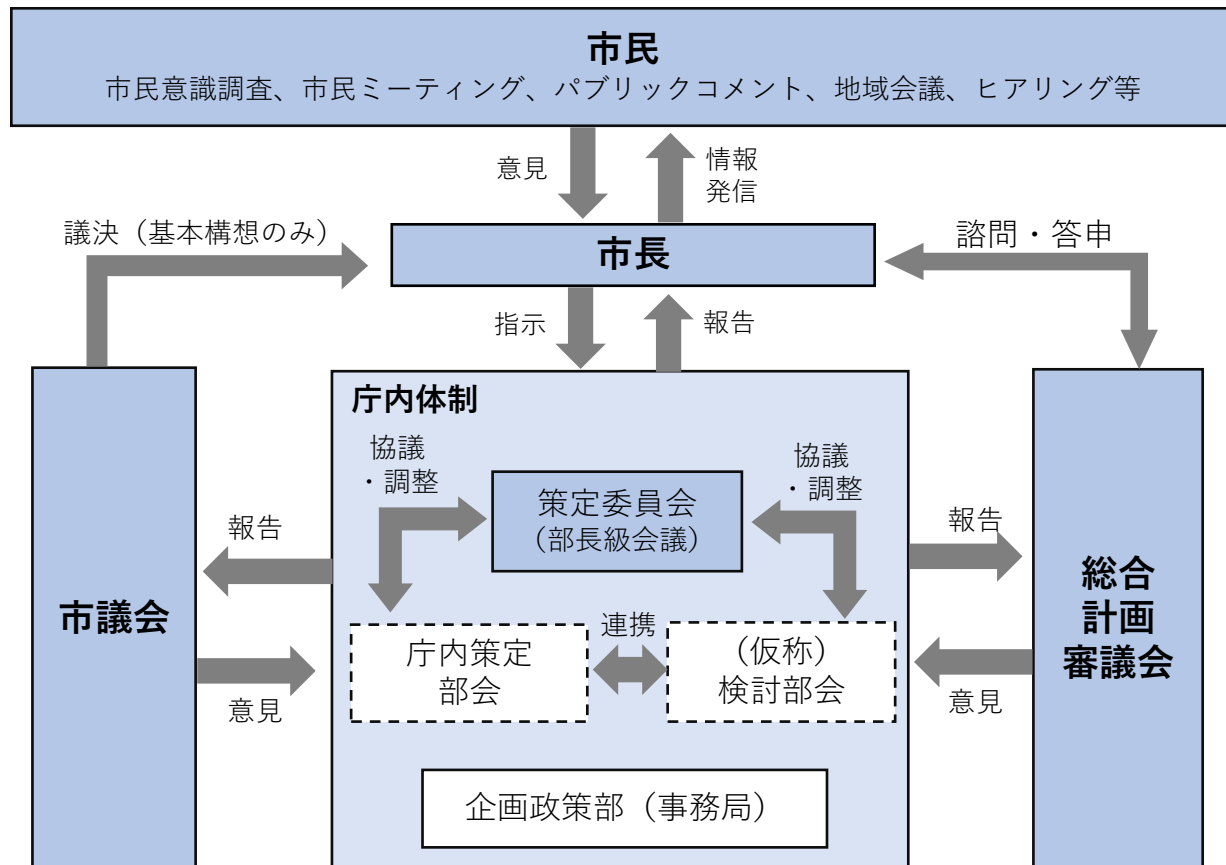 市民
市民意識調査、市民ミーティング、パブリックコメント、地域会議、ヒアリング等
意見
情報
発信
議決（基本構想のみ）
市長
諮問・答申
指示
報告
庁内体制
協議
・調整
協議
・調整
策定委員会
（部長級会議）
報告
報告
市議会
総合
計画
審議会
連携
庁内策定
部会
（仮称）
検討部会
意見
意見
企画政策部（事務局）